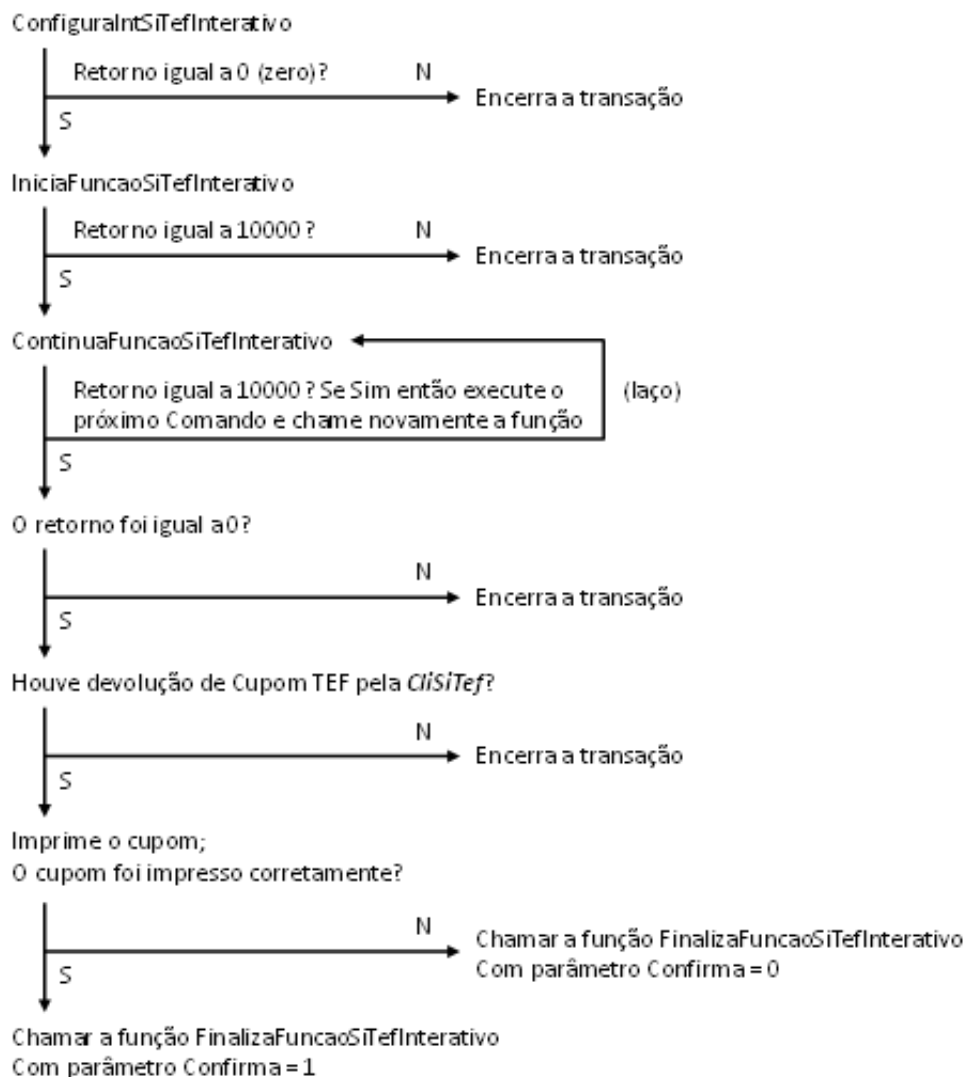 ConfiguraIntSiTefInterativo
Retorno igual a 0 (zero)?
N
Encerra a transação
S
IniciaFuncaoSiTefInterativo
Retorno igual a 10000 ?
N
Encerra a transação
S
ContinuaFuncaoSiTefInterativo
Retorno igual a 10000 ? Se Sim então execute o
próximo Comando e chame novamente a função
(laço)
S
O retorno foi igual a 0?
N
Encerra a transação
S
Houve devolução de Cupom TEF pela CliSiTef?
N
Encerra a transação
S
Imprime o cupom;
O cupom foi impresso corretamente?
N
Chamar a função FinalizaFuncaoSiTefInterativo
Com parâmetro Confirma = 0
S
Chamar a função FinalizaFuncaoSiTefInterativo
Com parâmetro Confirma = 1